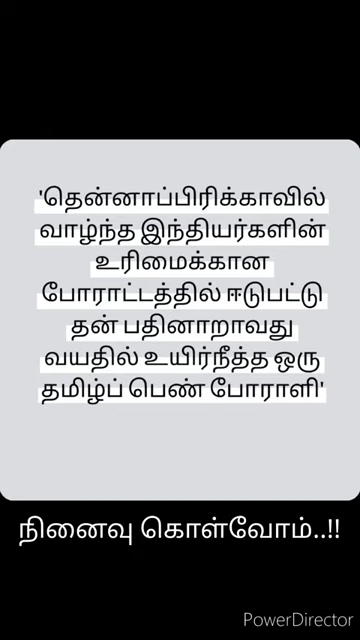 'தென்னாப்பிரிக்காவில்
வாழ்ந்த இந்தியர்களின்
உரிமைக்கான
போராட்டத்தில் ஈடுபட்டு
தன் பதினாறாவது
வயதில் உயிர்நீத்த ஒரு
தமிழ்ப் பெண் போராளி'
நினைவு கொள்வோம்..!!
PowerDirector